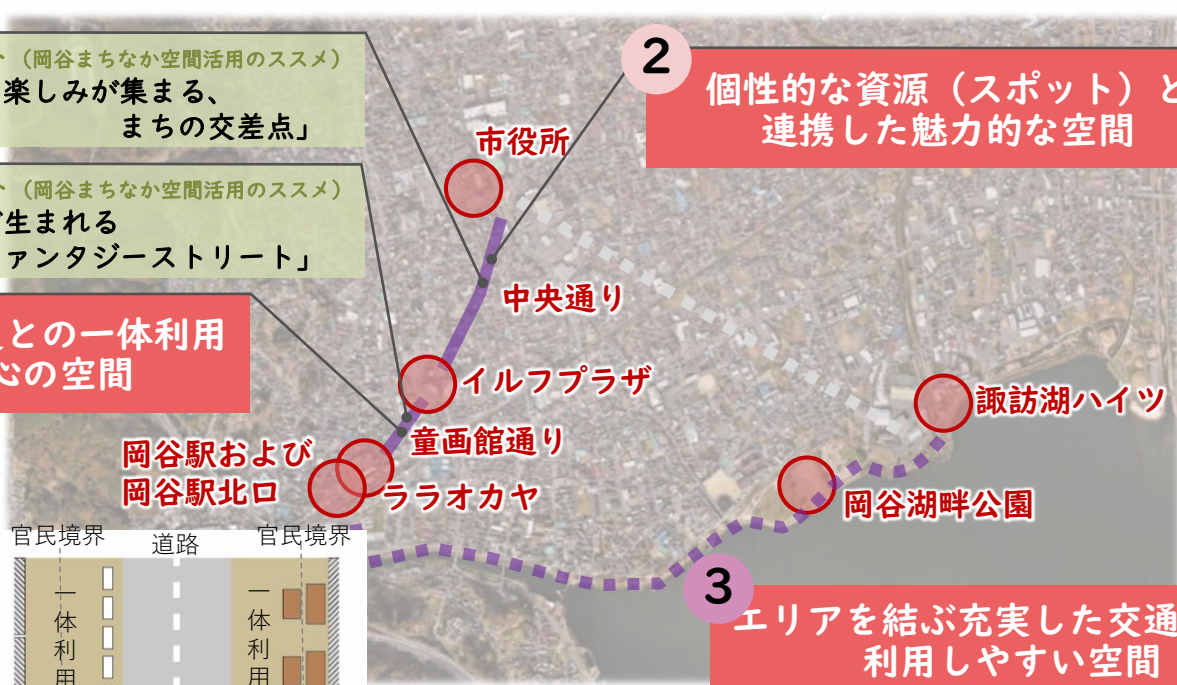 （岡谷まちなか空間活用のススメ）
楽しみが集まる、
まちの交差点」
（岡谷まちなか空間活用のススメ）
生まれる
ァンタジーストリート」
との一体利用
心の空間
2
個性的な資源（スポット）と
連携した魅力的な空間
市役所
中央通り
イルフプラザ
童画館通り
岡谷駅および
岡谷駅北口
ララオカヤ
諏訪湖ハイツ
岡谷湖畔公園
3
エリアを結ぶ充実した交通
利用しやすい空間
官民境界
道路
官民境界
一体利用
一体利用